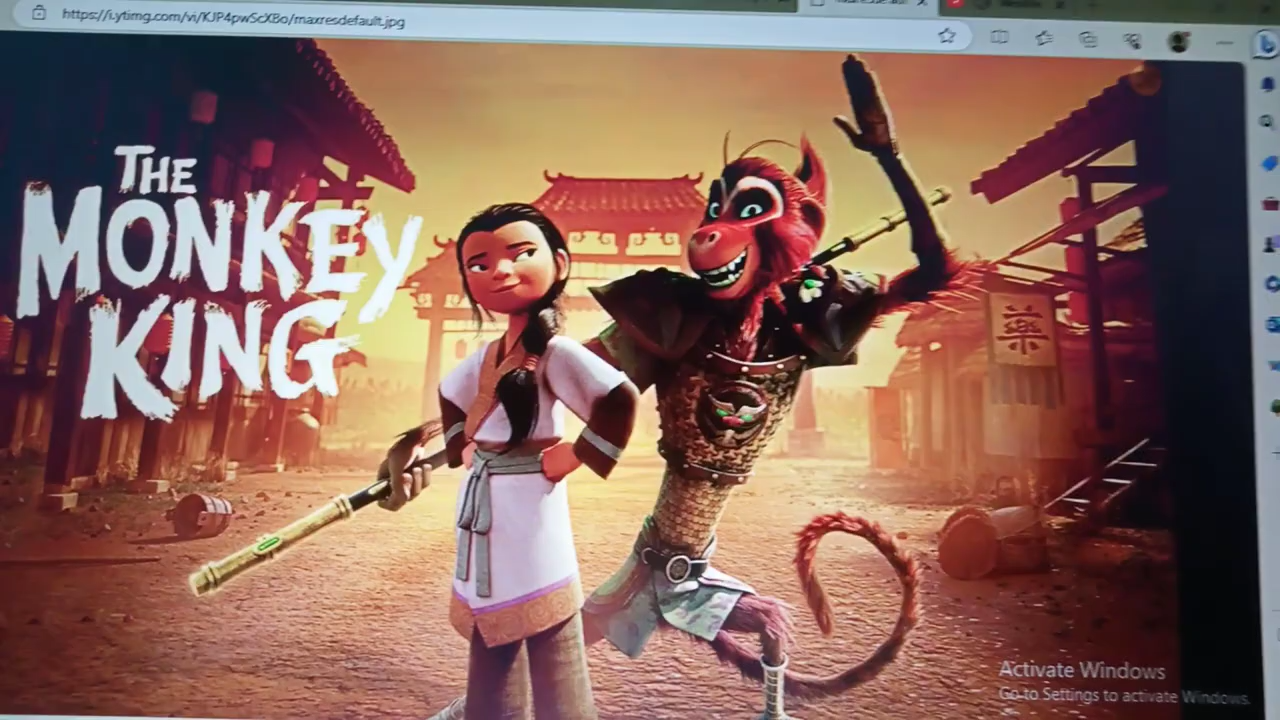 https://i.ytimg.com/vi/KJP4pwScXBo/maxresdefault.jpg
THE
MONKEY
KING
Activate Windows
Go to Settings to activate Windows.